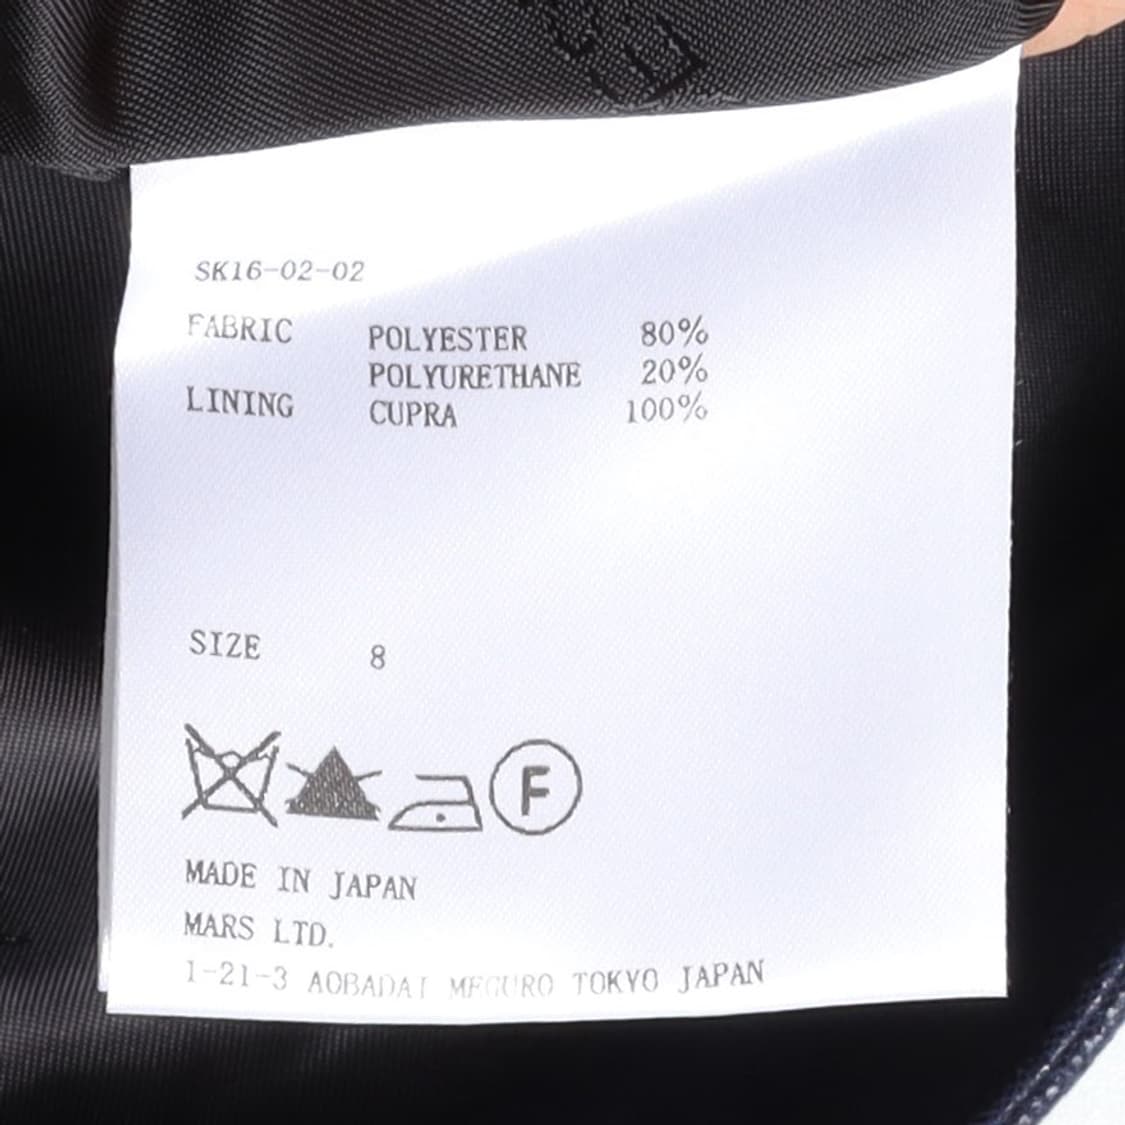 SK16-02-02
FABRIC POLYESTER 80%
POLYURETHANE 20%
LINING CUPRA 100%
SIZE 8
F
MADE IN JAPAN
MARS LTD.
1-21-3 AOBADAI MEGURO TOKYO JAPAN